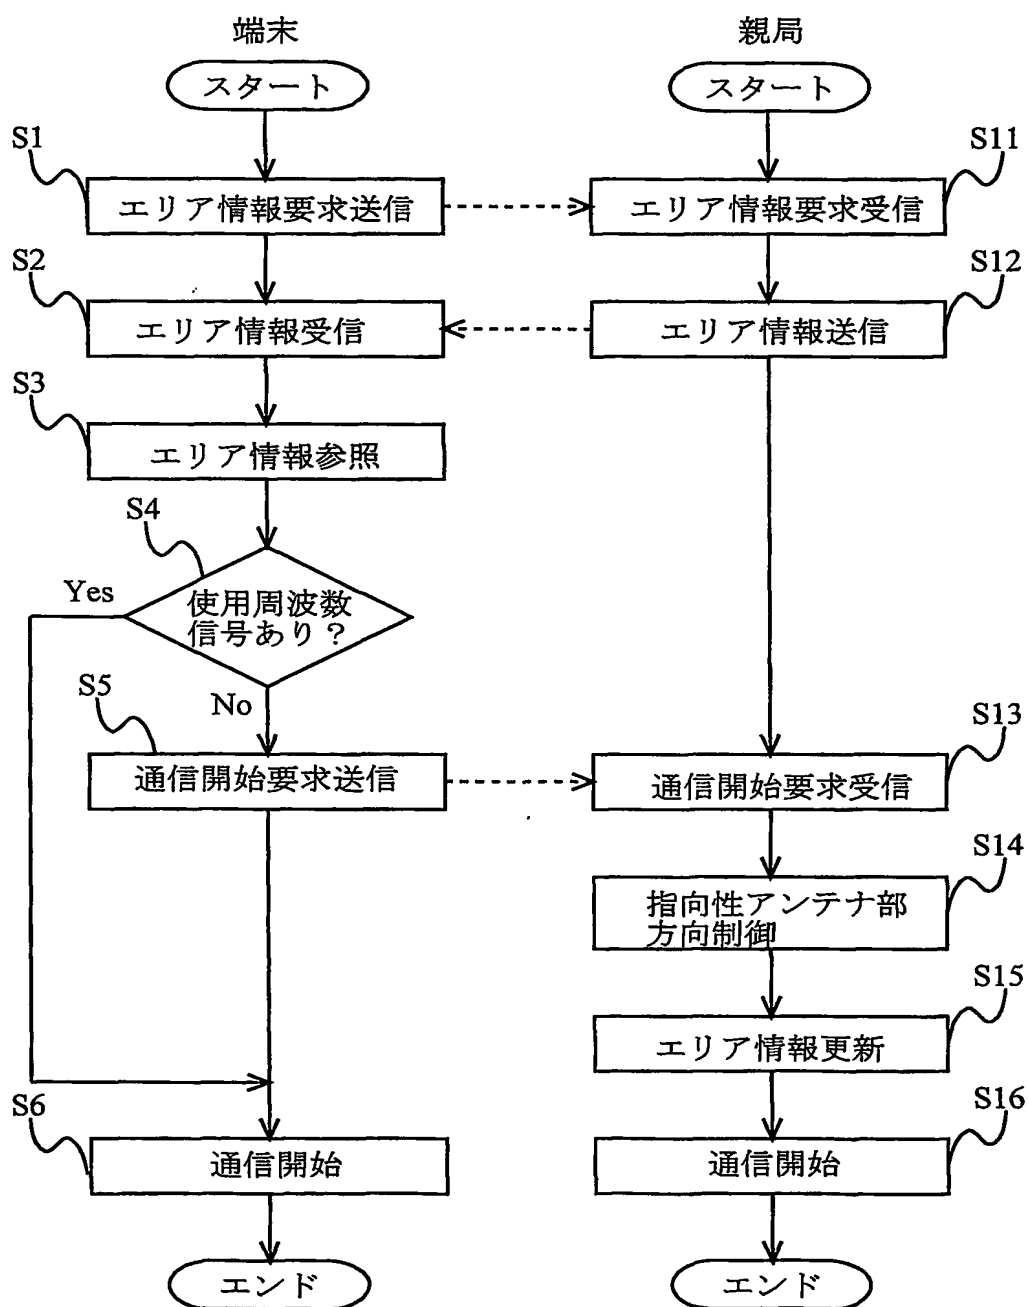 端末
親局
スタート
スタート
S1
S11
エリア情報要求送信
エリア情報要求受信
S2
S12
エリア情報受信
エリア情報送信
S3
エリア情報参照
S4
Yes
使用周波数
信号あり？
No
S5
S13
通信開始要求送信
通信開始要求受信
S14
指向性アンテナ部
方向制御
S15
エリア情報更新
S6
S16
通信開始
通信開始
エンド
エンド